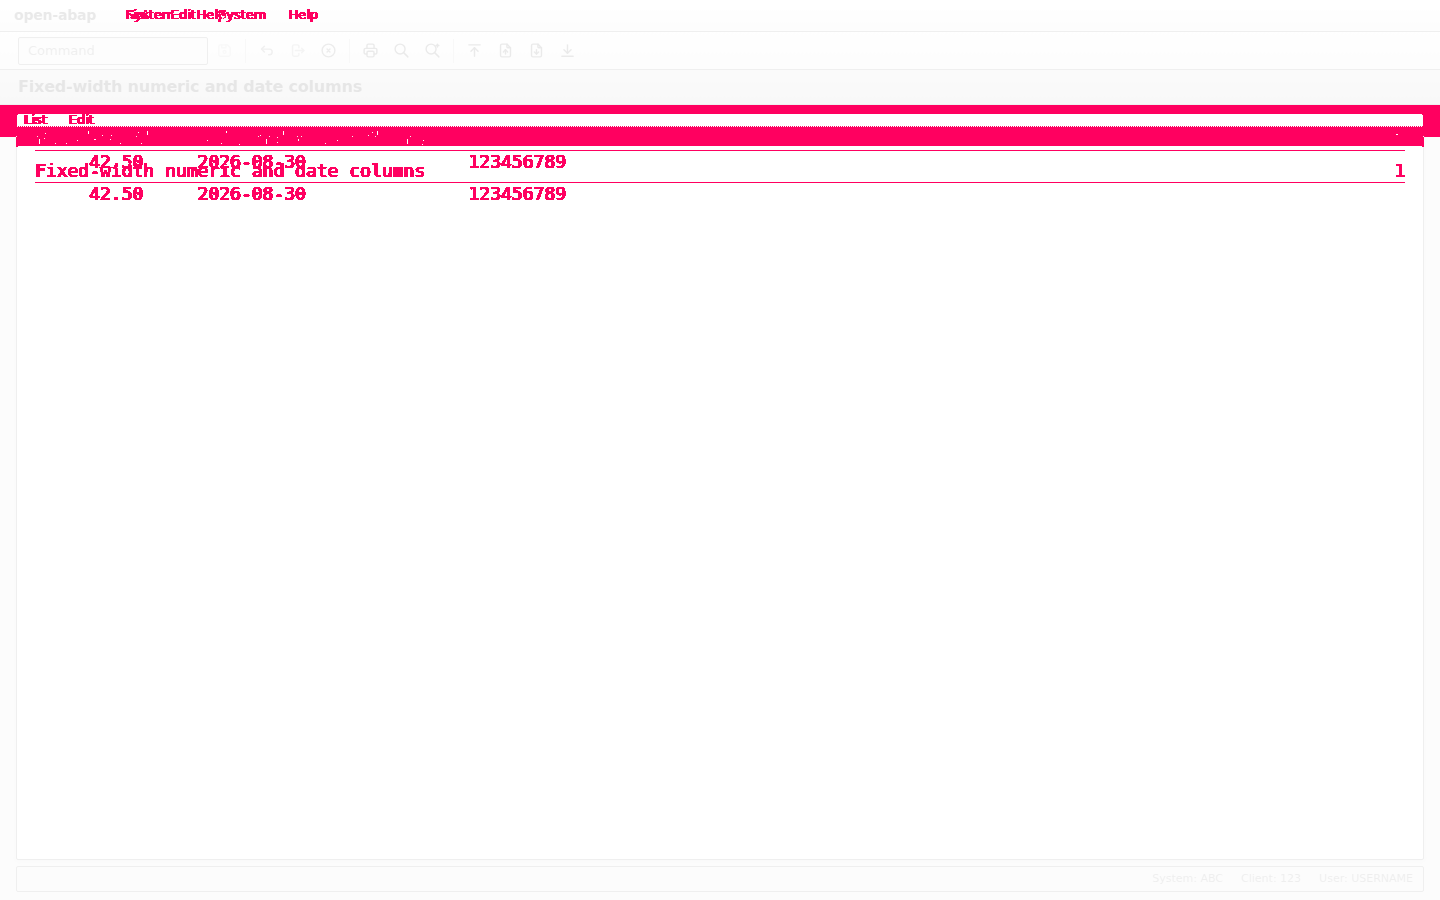 open-abap Help
Command
Fixed-width numeric and date columns
List Edit
42.50 2026-08-30 123456789
Fixed-width numeric and date columns 1
42.50 2026-08-30 123456789
System: ABC Client: 123 User: USERNAME